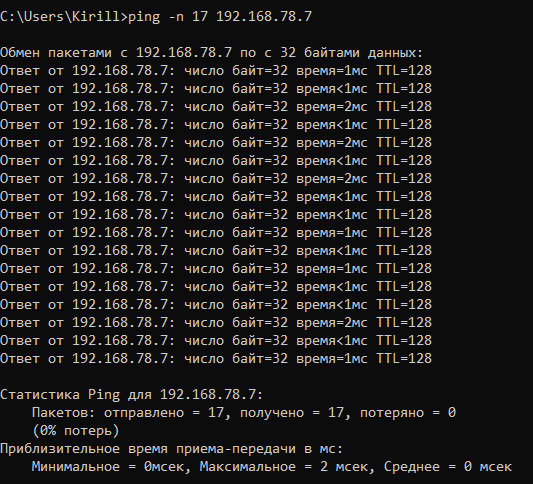 C:\Users\Kirill>ping -n 17 192.168.78.7
Обмен пакетами с 192.168.78.7 по с 32 байтами данных:
Ответ от 192.168.78.7: число байт=32 время=1мс TTL=128
Ответ от 192.168.78.7: число байт=32 время<1мс TTL=128
Ответ от 192.168.78.7: число байт=32 время=2мс TTL=128
Ответ от 192.168.78.7: число байт=32 время<1мс TTL=128
Ответ от 192.168.78.7: число байт=32 время=2мс TTL=128
Ответ от 192.168.78.7: число байт=32 время<1мс TTL=128
Ответ от 192.168.78.7: число байт=32 время=2мс TTL=128
Ответ от 192.168.78.7: число байт=32 время<1мс TTL=128
Ответ от 192.168.78.7: число байт=32 время<1мс TTL=128
Ответ от 192.168.78.7: число байт=32 время=1мс TTL=128
Ответ от 192.168.78.7: число байт=32 время<1мс TTL=128
Ответ от 192.168.78.7: число байт=32 время=1мс TTL=128
Ответ от 192.168.78.7: число байт=32 время<1мс TTL=128
Ответ от 192.168.78.7: число байт=32 время<1мс TTL=128
Ответ от 192.168.78.7: число байт=32 время=2мс TTL=128
Ответ от 192.168.78.7: число байт=32 время<1мс TTL=128
Ответ от 192.168.78.7: число байт=32 время=1мс TTL=128
Статистика Ping для 192.168.78.7:
Пакетов: отправлено = 17, получено = 17, потеряно = 0
(0% потерь)
Приблизительное время приема-передачи в мс:
Минимальное = 0мсек, Максимальное = 2 мсек, Среднее = 0 мсек